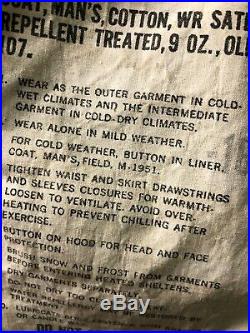 COAT, MAN'S, COTTON, WR SAT
REPELLENT TREATED, 9 OZ., OL
107.
WEAR AS THE OUTER GARMENT IN COLD-
WET CLIMATES AND THE INTERMEDIATE
GARMENT IN COLD-DRY CLIMATES.
WEAR ALONE IN MILD WEATHER.
FOR COLD WEATHER, BUTTON IN LINER,
COAT, MAN'S, FIELD, M-1951.
TIGHTEN WAIST AND SKIRT DRAWSTRINGS
AND SLEEVES CLOSURES FOR WARMTH-
LOOSEN TO VENTILATE. AVOID OVER-
HEATING TO PREVENT CHILLING AFTER
EXERCISE.
BUTTON ON HOOD FOR HEAD AND FACE
PROTECTION.
BRUSH SNOW AND FROST FROM GARMENTS
BEFORE ENTERING HEATED SHELTERS.
DRY GARMENTS
DO NOT